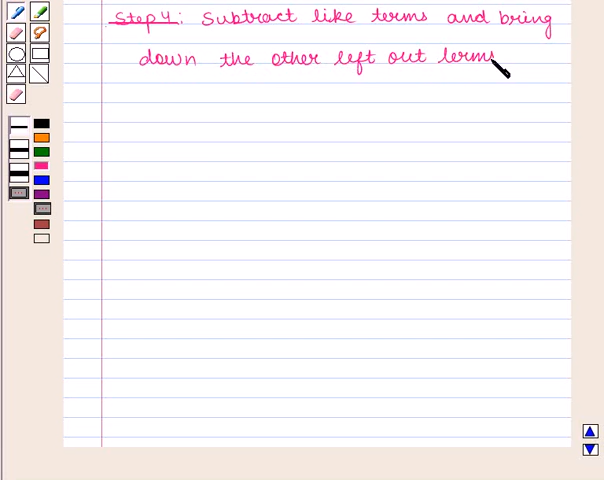 Step 4: Subtract like terms and bring
down the other left out terms